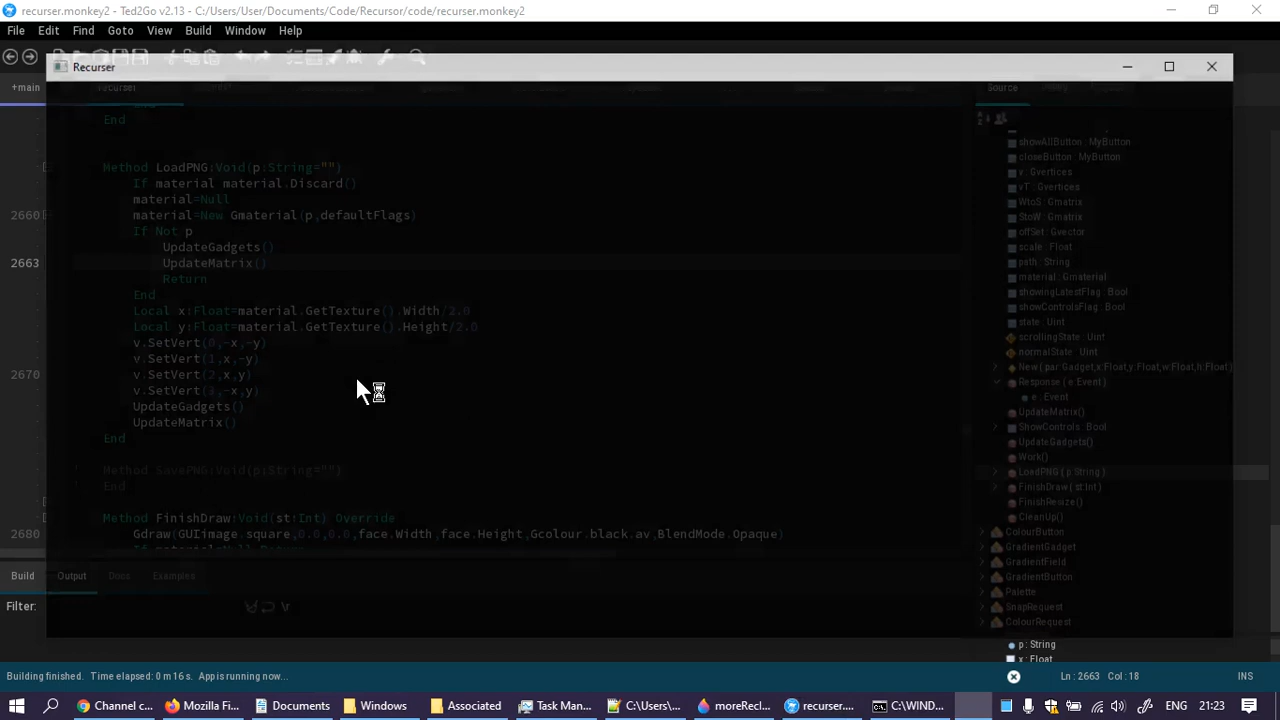 recurser.monkey2 - Ted2Go v2.13 - C:/Users/User/Documents/Code/Recursor/code/recurser.monkey2
File Edit Find Goto View Build Window Help
Recurser
+main
recurser
Source
End
Method LoadPNG:Void(p:String="")
If material material.Discard()
material=Null
2660 material=New Gmaterial(p,defaultFlags)
If Not p
UpdateGadgets()
2663 UpdateMatrix()
Return
End
Local x:Float=material.GetTexture().Width/2.0
Local y:Float=material.GetTexture().Height/2.0
v.SetVert(0,-x,-y)
v.SetVert(1,x,-y)
2670 v.SetVert(2,x,y)
v.SetVert(3,-x,y)
UpdateGadgets()
UpdateMatrix()
End
Method SavePNG:Void(p:String="")
End
Method FinishDraw:Void(st:Int) Override
2680 Gdraw(GUIimage.square,0.0,0.0,face.Width,face.Height,Gcolour.black.av,BlendMode.Opaque)
showAllButton : MyButton
closeButton : MyButton
v : Gvertices
vT : Gvertices
WtoS : Gmatrix
StoW : Gmatrix
offSet : Gvector
scale : Float
path : String
material : Gmaterial
showingLatestFlag : Bool
showControlsFlag : Bool
state : Uint
scrollingState : Uint
normalState : Uint
New ( par:Gadget,x:Float,y:Float,w:Float,h:Float)
Response ( e:Event )
e : Event
UpdateMatrix()
ShowControls : Bool
UpdateGadgets()
Work()
LoadPNG ( p:String )
FinishDraw ( st:Int )
FinishResize()
CleanUp()
ColourButton
GradientGadget
GradientField
GradientButton
Palette
SnapRequest
ColourRequest
p : String
x : Float
Build Output Docs Examples
Filter: \r
Building finished. Time elapsed: 0 m 16 s. App is running now...
Ln : 2663 Col : 18 INS
Channel c... Mozilla Fi... Documents Windows Associated Task Man... C:\Users\... moreReci... recurser.... C:\WIND... ENG 21:23